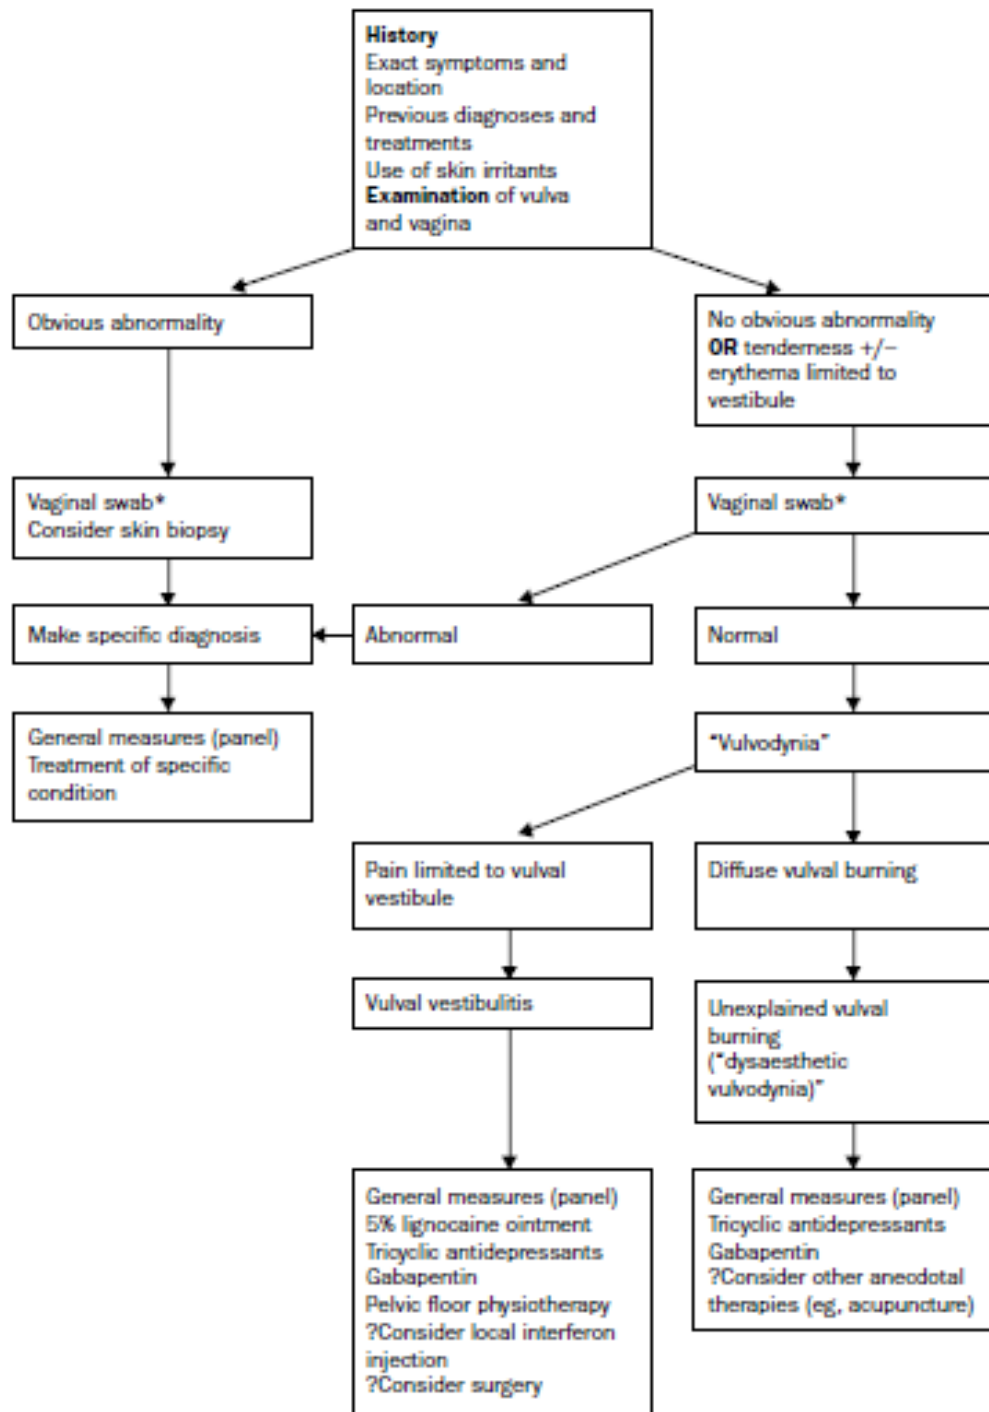 History
Exact symptoms and
location
Previous diagnoses and
treatments
Use of skin irritants
Examination of vulva
and vagina
Obvious abnormality
No obvious abnormality
OR tenderness +/–
erythema limited to
vestibule
Vaginal swab*
Consider skin biopsy
Vaginal swab*
Make specific diagnosis
Abnormal
Normal
General measures (panel)
Treatment of specific
condition
"Vulvodynia"
Pain limited to vulval
vestibule
Diffuse vulval burning
Vulval vestibulitis
Unexplained vulval
burning
("dysaesthetic
vulvodynia)"
General measures (panel)
5% lignocaine ointment
Tricyclic antidepressants
Gabapentin
Pelvic floor physiotherapy
?Consider local interferon
injection
?Consider surgery
General measures (panel)
Tricyclic antidepressants
Gabapentin
?Consider other anecdotal
therapies (eg, acupuncture)